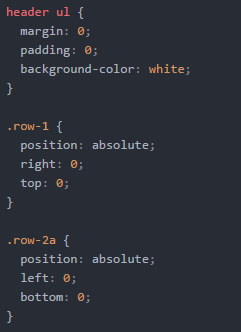 header ul {
  margin: 0;
  padding: 0;
  background-color: white;
}

.row-1 {
  position: absolute;
  right: 0;
  top: 0;
}

.row-2a {
  position: absolute;
  left: 0;
  bottom: 0;
}